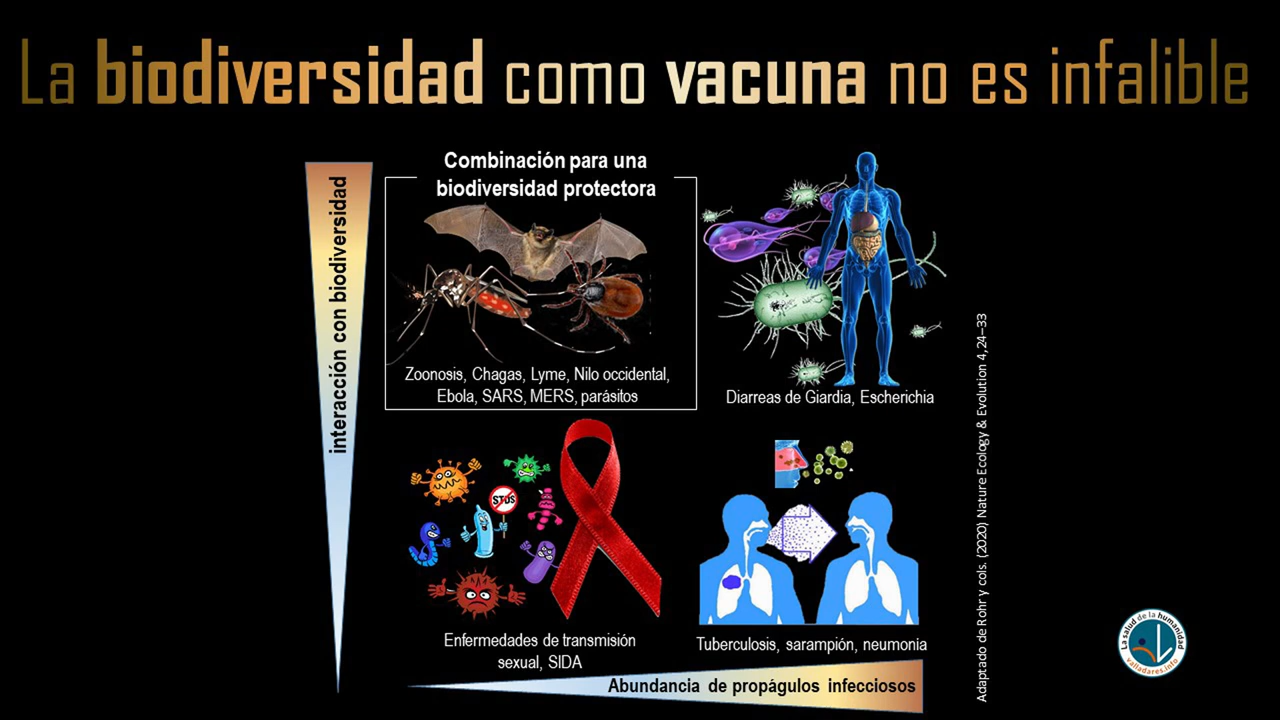 La biodiversidad como vacuna no es infalible
Combinación para una
biodiversidad protectora
interacción con biodiversidad
Zoonosis, Chagas, Lyme, Nilo occidental,
Ebola, SARS, MERS, parásitos
Diarreas de Giardia, Escherichia
STDS
Enfermedades de transmisión
sexual, SIDA
Tuberculosis, sarampión, neumonia
Abundancia de propágulos infecciosos
Adaptado de Rohr y cols. (2020) Nature Ecology & Evolution 4,24–33
La salud de la humanidad
valladares.info